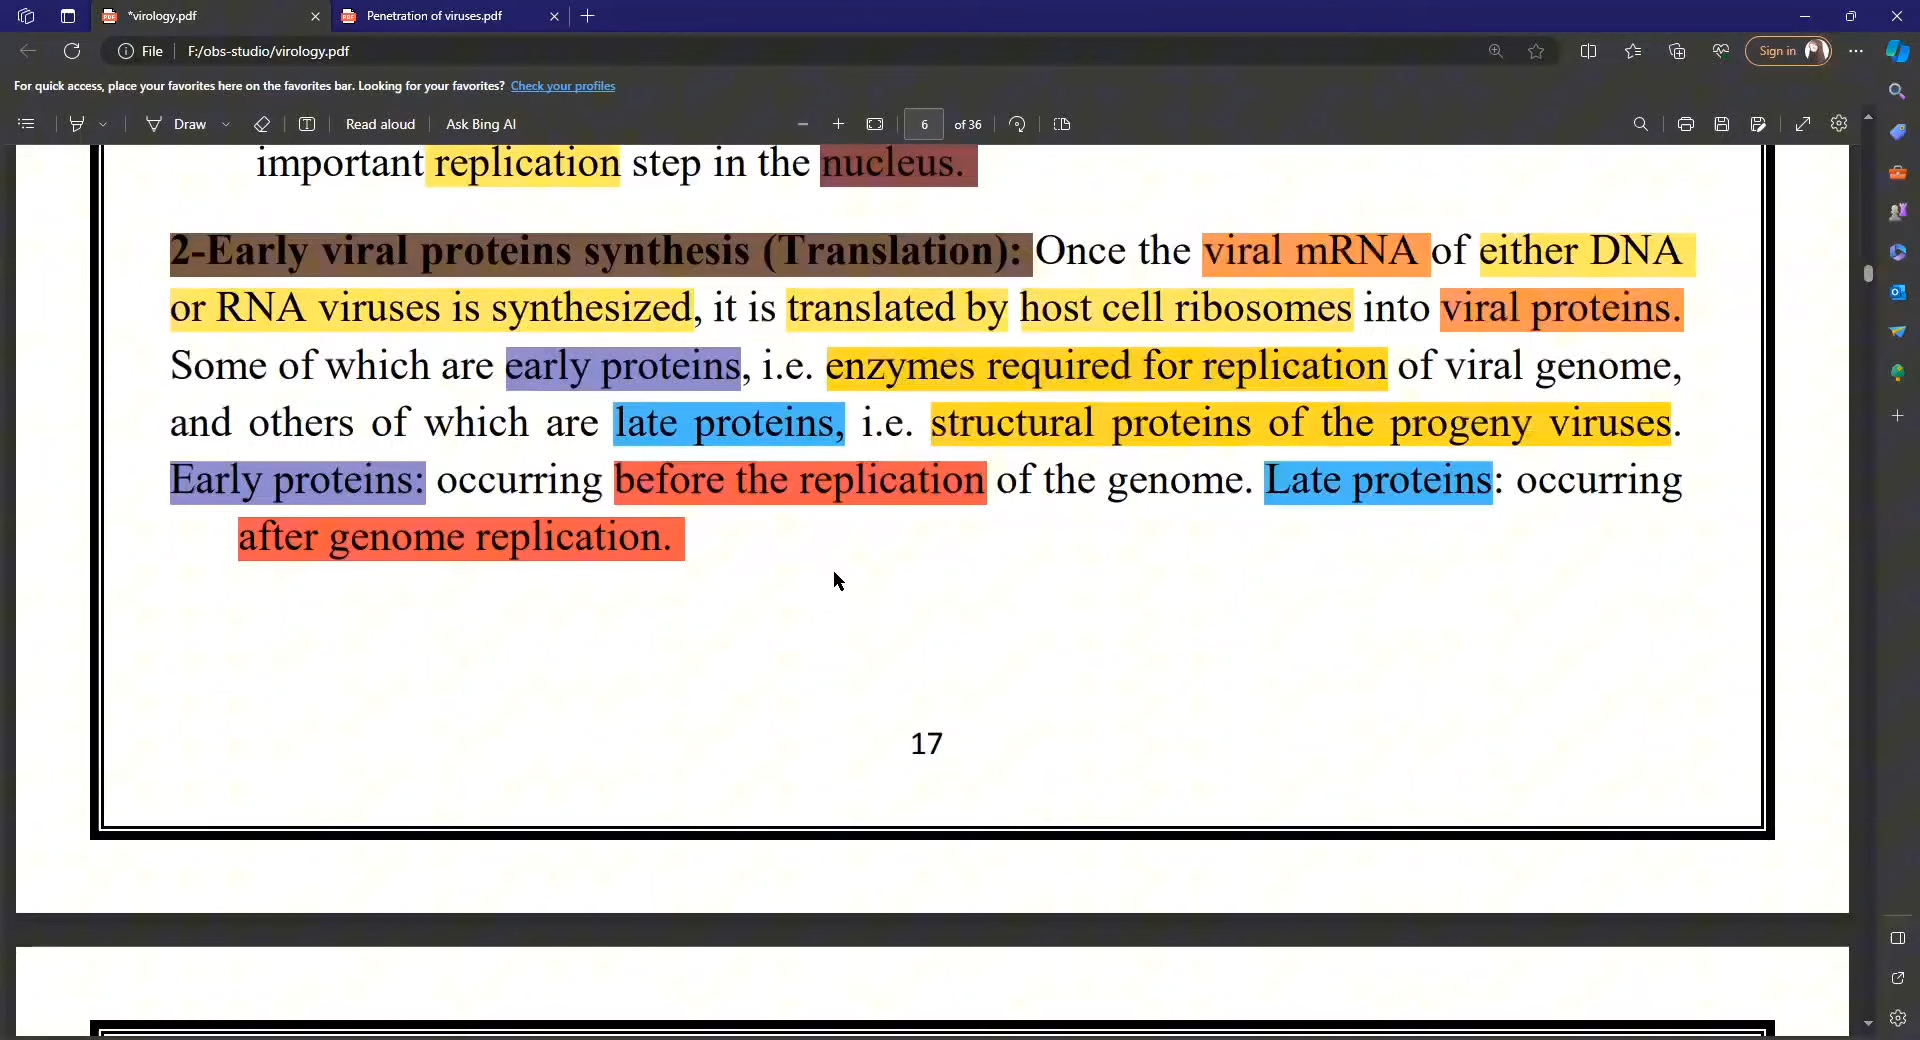 *virology.pdf
Penetration of viruses.pdf
File
F:/obs-studio/virology.pdf
Sign in
For quick access, place your favorites here on the favorites bar. Looking for your favorites? Check your profiles
Draw
Read aloud
Ask Bing AI
6
of 36
important replication step in the nucleus.
2-Early viral proteins synthesis (Translation): Once the viral mRNA of either DNA
or RNA viruses is synthesized, it is translated by host cell ribosomes into viral proteins.
Some of which are early proteins, i.e. enzymes required for replication of viral genome,
and others of which are late proteins, i.e. structural proteins of the progeny viruses.
Early proteins: occurring before the replication of the genome. Late proteins: occurring
after genome replication.
17